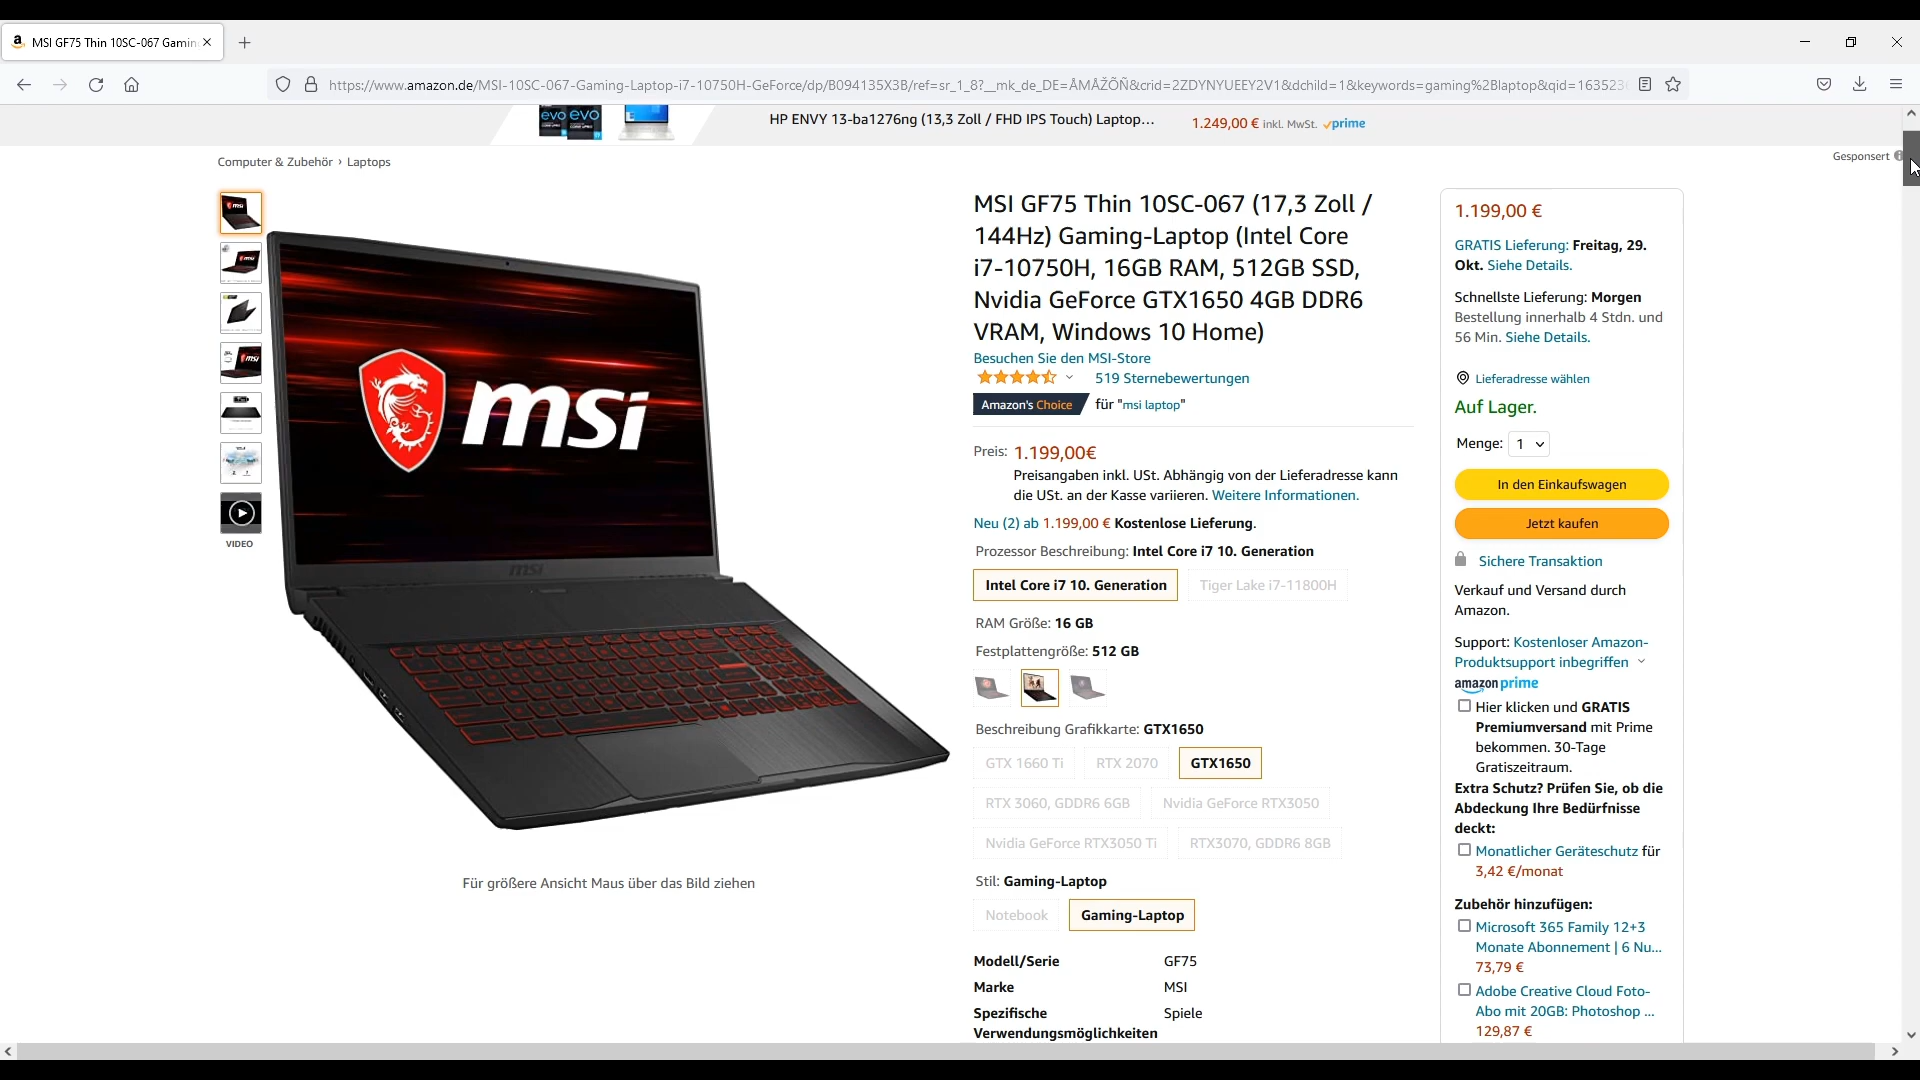 MSI GF75 Thin 10SC-067 Gamin
https://www.amazon.de/MSI-10SC-067-Gaming-Laptop-i7-10750H-GeForce/dp/B094135X3B/ref=sr_1_8?__mk_de_DE=ÅMÅŽÕÑ&crid=2ZDYNYUEEY2V1&dchild=1&keywords=gaming%2Blaptop&qid=163523
evo evo
HP ENVY 13-ba1276ng (13,3 Zoll / FHD IPS Touch) Laptop...
1.249,00 € inkl. MwSt. prime
Gesponsert
Computer & Zubehör › Laptops
msi
msi
VIDEO
Für größere Ansicht Maus über das Bild ziehen
MSI GF75 Thin 10SC-067 (17,3 Zoll /
144Hz) Gaming-Laptop (Intel Core
i7-10750H, 16GB RAM, 512GB SSD,
Nvidia GeForce GTX1650 4GB DDR6
VRAM, Windows 10 Home)
Besuchen Sie den MSI-Store
519 Sternebewertungen
Amazon's Choice für "msi laptop"
Preis: 1.199,00€
Preisangaben inkl. USt. Abhängig von der Lieferadresse kann
die USt. an der Kasse variieren. Weitere Informationen.
Neu (2) ab 1.199,00 € Kostenlose Lieferung.
Prozessor Beschreibung: Intel Core i7 10. Generation
Intel Core i7 10. Generation Tiger Lake i7-11800H
RAM Größe: 16 GB
Festplattengröße: 512 GB
Beschreibung Grafikkarte: GTX1650
GTX 1660 Ti RTX 2070 GTX1650
RTX 3060, GDDR6 6GB Nvidia GeForce RTX3050
Nvidia GeForce RTX3050 Ti RTX3070, GDDR6 8GB
Stil: Gaming-Laptop
Notebook Gaming-Laptop
Modell/Serie GF75
Marke MSI
Spezifische Spiele
Verwendungsmöglichkeiten
1.199,00 €
GRATIS Lieferung: Freitag, 29.
Okt. Siehe Details.
Schnellste Lieferung: Morgen
Bestellung innerhalb 4 Stdn. und
56 Min. Siehe Details.
Lieferadresse wählen
Auf Lager.
Menge: 1
In den Einkaufswagen
Jetzt kaufen
Sichere Transaktion
Verkauf und Versand durch
Amazon.
Support: Kostenloser Amazon-
Produktsupport inbegriffen
amazon prime
Hier klicken und GRATIS
Premiumversand mit Prime
bekommen. 30-Tage
Gratiszeitraum.
Extra Schutz? Prüfen Sie, ob die
Abdeckung Ihre Bedürfnisse
deckt:
Monatlicher Geräteschutz für
3,42 €/monat
Zubehör hinzufügen:
Microsoft 365 Family 12+3
Monate Abonnement | 6 Nu...
73,79 €
Adobe Creative Cloud Foto-
Abo mit 20GB: Photoshop ...
129,87 €